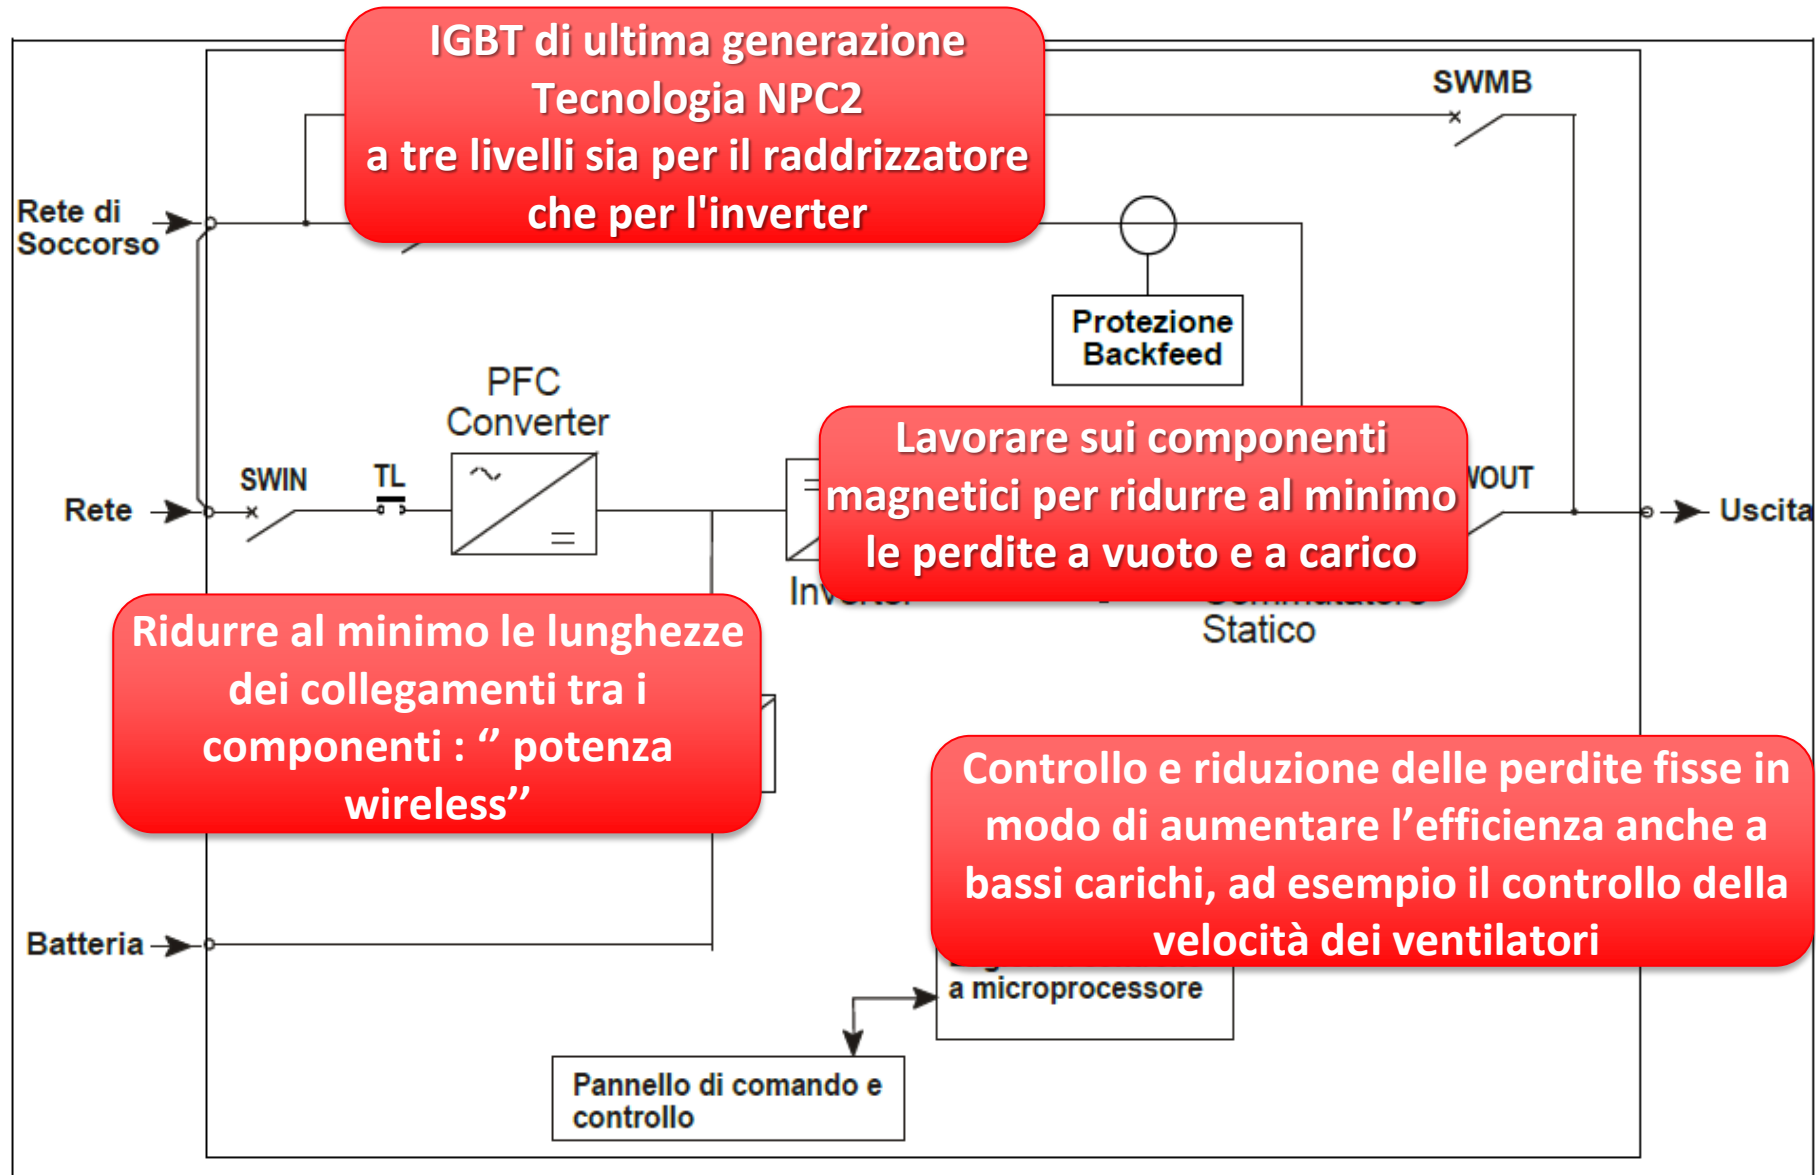 IGBT di ultima generazione
Tecnologia NPC2
a tre livelli sia per il raddrizzatore
che per l'inverter
SWMB
Rete di
Soccorso
Protezione
Backfeed
PFC
Converter
Lavorare sui componenti
magnetici per ridurre al minimo
le perdite a vuoto e a carico
SWIN
TL
Rete
Uscita
Statico
Ridurre al minimo le lunghezze
dei collegamenti tra i
componenti : ‘’ potenza
wireless’’
Controllo e riduzione delle perdite fisse in
modo di aumentare l’efficienza anche a
bassi carichi, ad esempio il controllo della
velocità dei ventilatori
Batteria
a microprocessore
Pannello di comando e
controllo